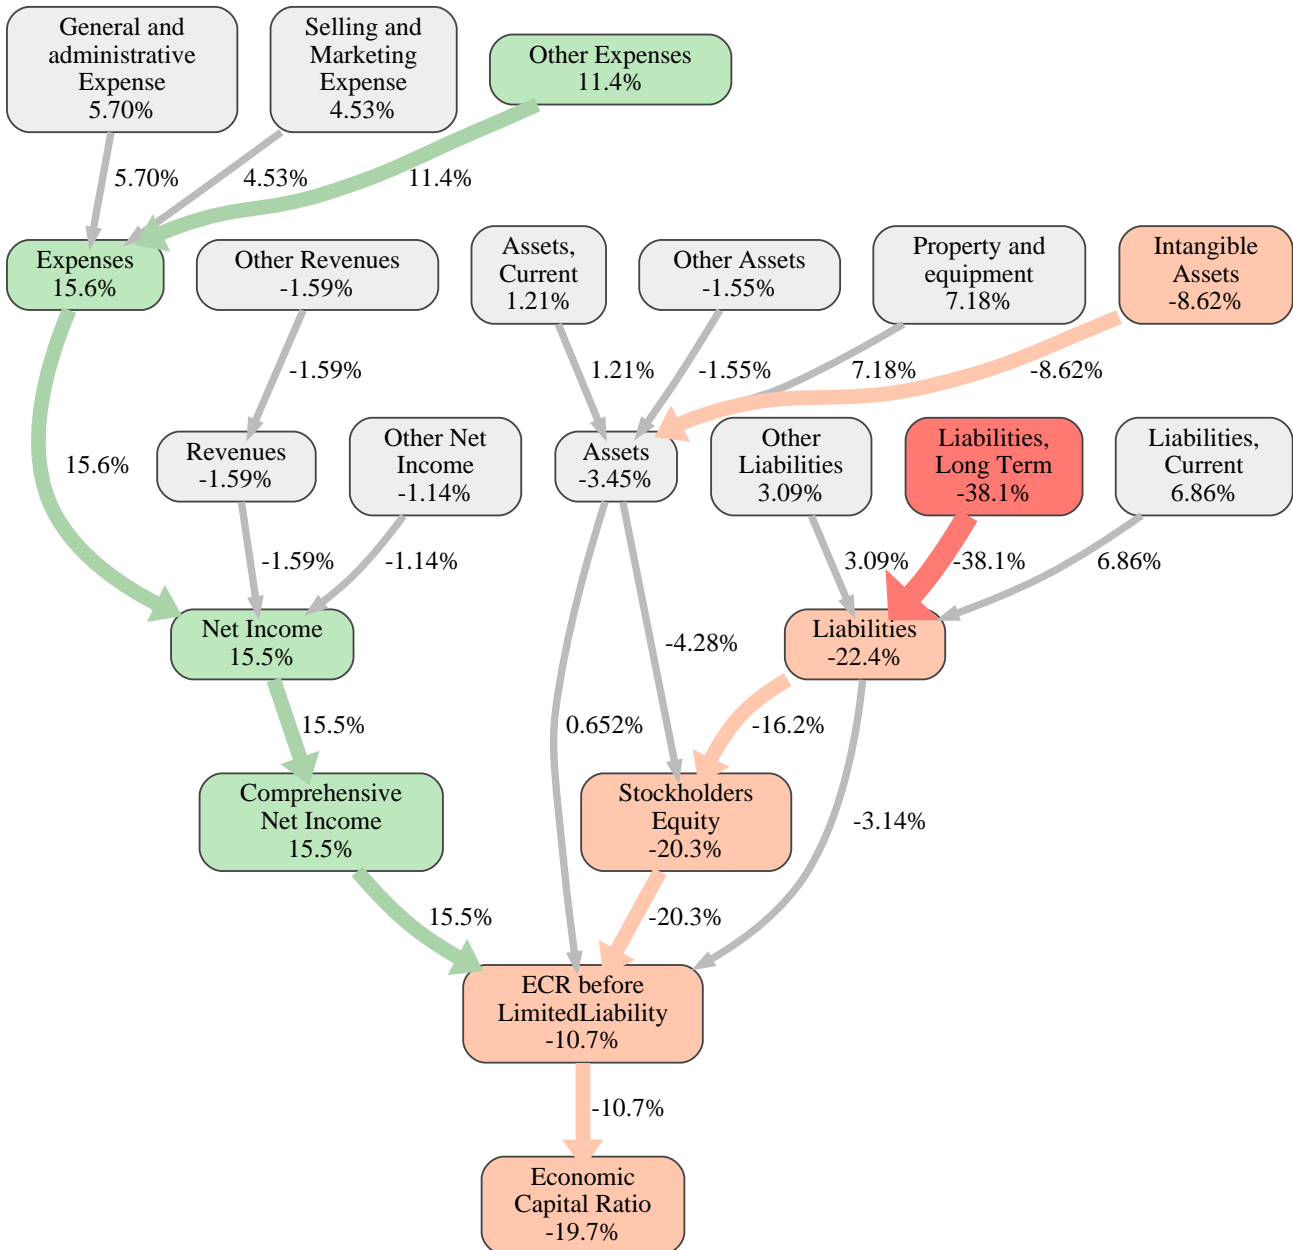 General and
administrative
Expense
5.70%
Selling and
Marketing
Expense
4.53%
Other Expenses
11.4%
5.70%
4.53%
11.4%
Expenses
15.6%
Other Revenues
-1.59%
Assets,
Current
1.21%
Other Assets
-1.55%
Property and
equipment
7.18%
Intangible
Assets
-8.62%
-1.59%
1.21%
-1.55%
7.18%
-8.62%
15.6%
Revenues
-1.59%
Other Net
Income
-1.14%
Assets
-3.45%
Other
Liabilities
3.09%
Liabilities,
Long Term
-38.1%
Liabilities,
Current
6.86%
-1.59%
-1.14%
3.09%
-38.1%
6.86%
Net Income
15.5%
-4.28%
Liabilities
-22.4%
15.5%
0.652%
-16.2%
Comprehensive
Net Income
15.5%
Stockholders
Equity
-20.3%
-3.14%
15.5%
-20.3%
ECR before
LimitedLiability
-10.7%
-10.7%
Economic
Capital Ratio
-19.7%